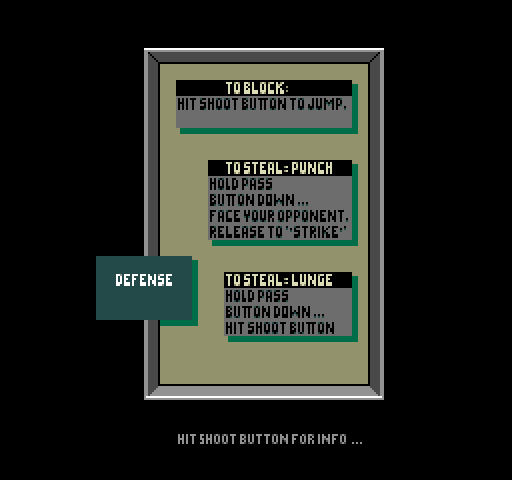 TO BLOCK:
HIT SHOOT BUTTON TO JUMP.
TO STEAL: PUNCH
HOLD PASS
BUTTON DOWN ...
FACE YOUR OPPONENT.
RELEASE TO "STRIKE"
DEFENSE
TO STEAL: LUNGE
HOLD PASS
BUTTON DOWN ...
HIT SHOOT BUTTON
HIT SHOOT BUTTON FOR INFO ...